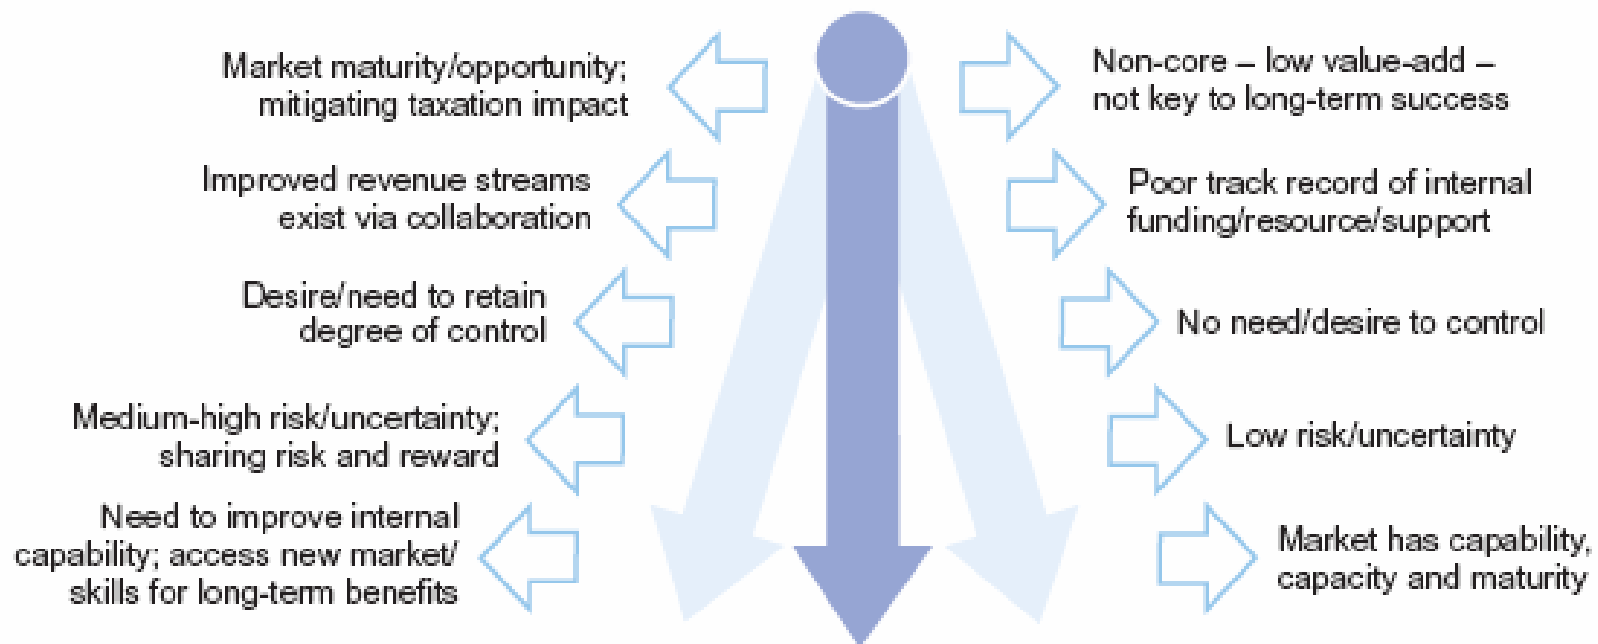 Market maturity/opportunity;
mitigating taxation impact
Improved revenue streams
exist via collaboration
Desire/need to retain
degree of control
Medium-high risk/uncertainty;
sharing risk and reward
Need to improve internal
capability; access new market/
skills for long-term benefits
Non-core – low value-add –
not key to long-term success
Poor track record of internal
funding/resource/support
No need/desire to control
Low risk/uncertainty
Market has capability,
capacity and maturity